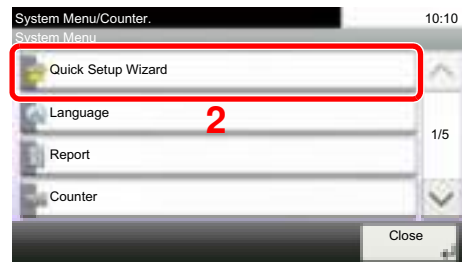 System Menu/Counter.
10:10
System Menu
Quick Setup Wizard
Language
2
1/5
Report
Counter
Close